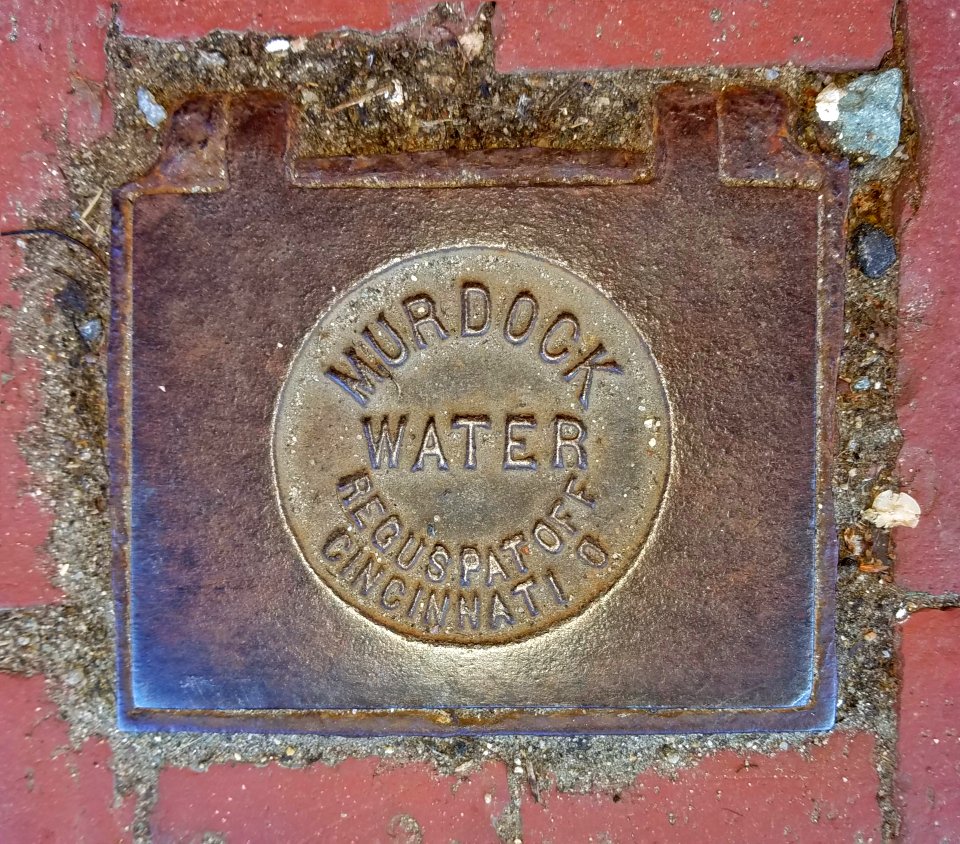 MURDOCK
WATER
REG U.S. PAT OFF
CINCINNATI O